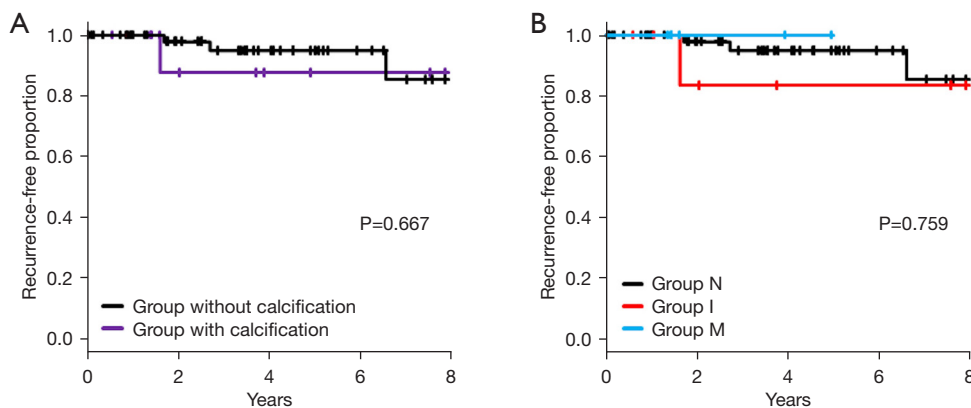 A
Recurrence-free proportion
1.0
0.8
0.6
0.4
0.2
0.0
P=0.667
Group without calcification
Group with calcification
0 2 4 6 8
Years
B
Recurrence-free proportion
1.0
0.8
0.6
0.4
0.2
0.0
P=0.759
Group N
Group I
Group M
0 2 4 6 8
Years